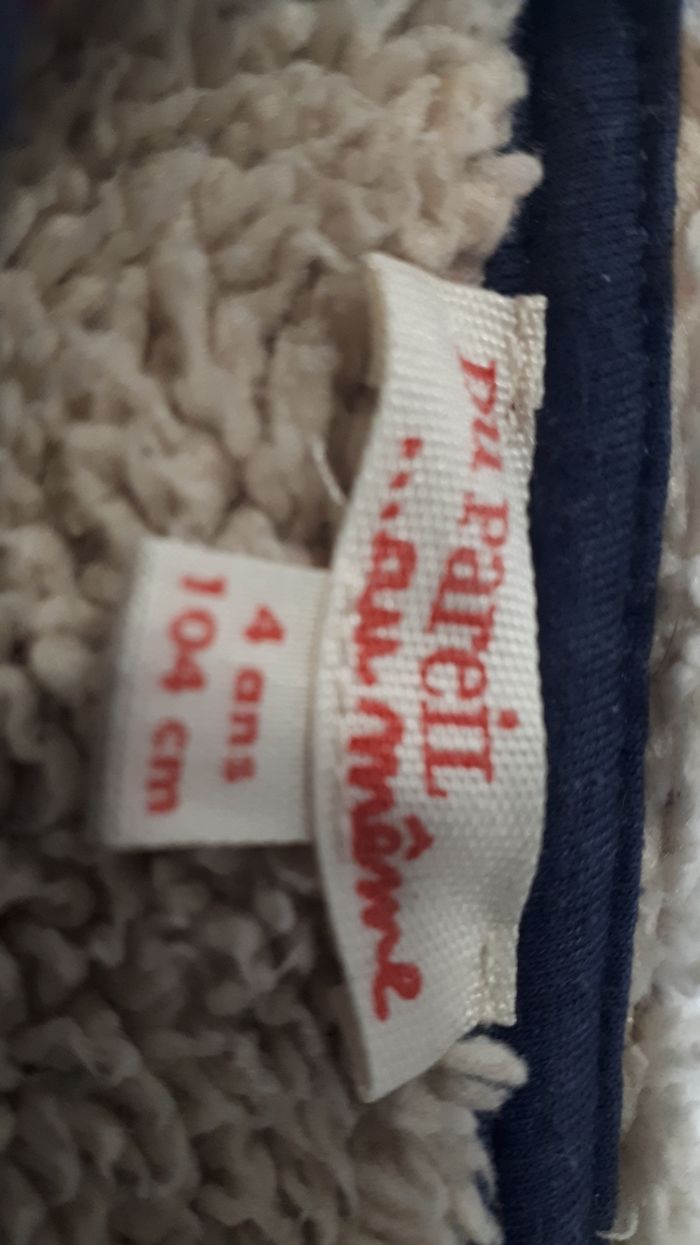 DU PareiL
...au même
4 ans
104 cm